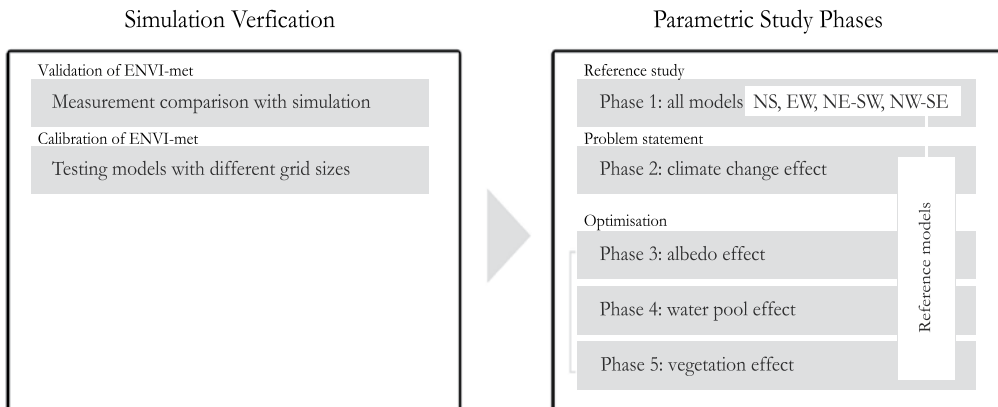 Simulation Verfication
Validation of ENVI-met
Measurement comparison with simulation
Calibration of ENVI-met
Testing models with different grid sizes
Parametric Study Phases
Reference study
Phase 1: all models NS, EW, NE-SW, NW-SE
Problem statement
Phase 2: climate change effect
Optimisation
Phase 3: albedo effect
Phase 4: water pool effect
Phase 5: vegetation effect
Reference models